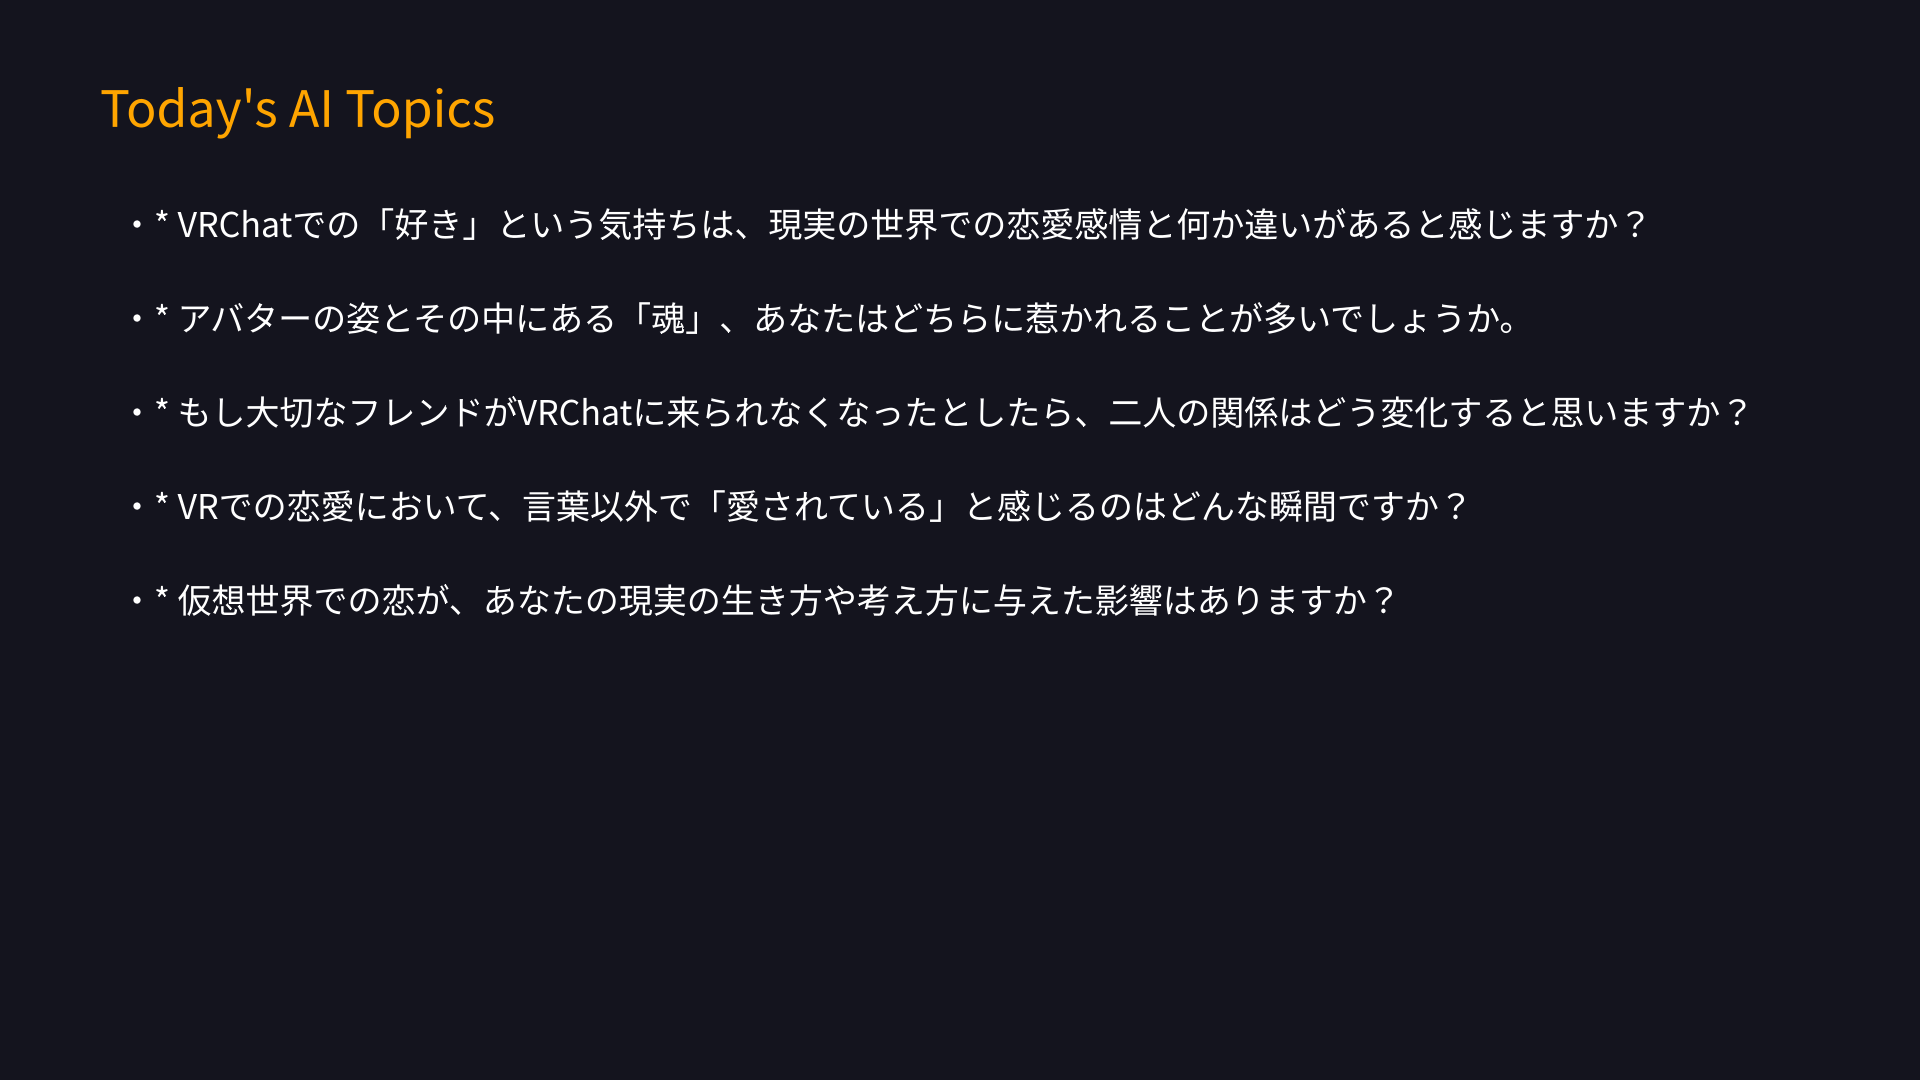 Today's AI Topics
・* VRChatでの「好き」という気持ちは、現実の世界での恋愛感情と何か違いがあると感じますか？
・* アバターの姿とその中にある「魂」、あなたはどちらに惹かれることが多いでしょうか。
・* もし大切なフレンドがVRChatに来られなくなったとしたら、二人の関係はどう変化すると思いますか？
・* VRでの恋愛において、言葉以外で「愛されている」と感じるのはどんな瞬間ですか？
・* 仮想世界での恋が、あなたの現実の生き方や考え方に与えた影響はありますか？